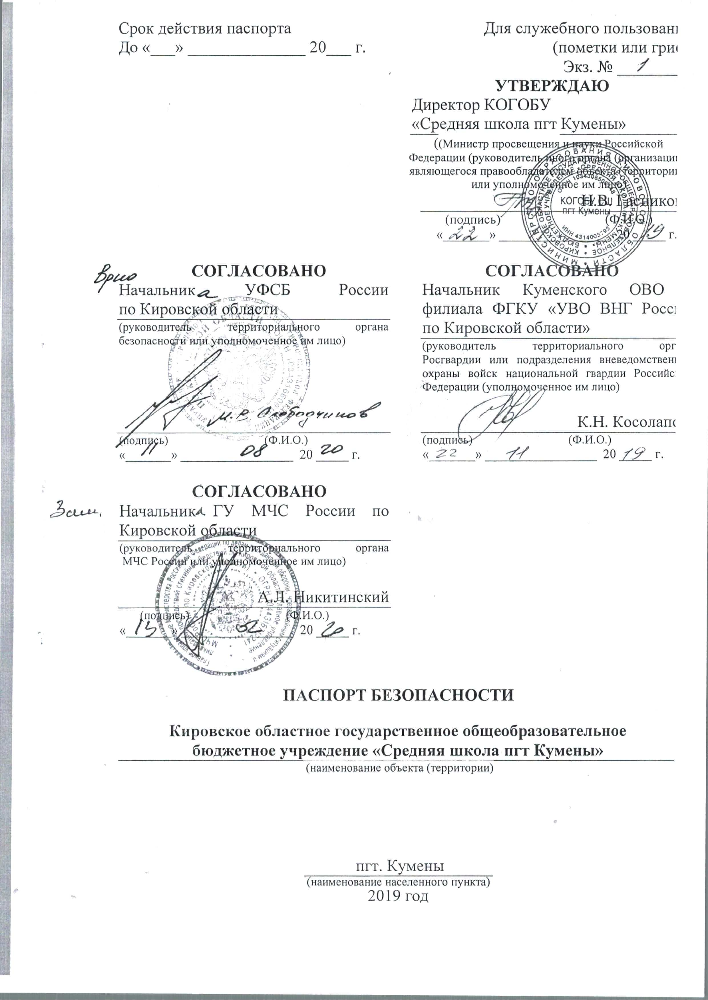 Срок действия паспорта
До «___» ______________ 20___ г.
Для служебного пользовани
(пометки или гри
Экз. № 1
УТВЕРЖДАЮ
Директор КОГОБУ
«Средняя школа пгт Кумены»
((Министр просвещения и науки Российской
Федерации (руководитель иного органа (организации
являющегося правообладателем объекта (территории
или уполномоченное им лицо)
Н.В. Гаснико
(подпись) (Ф.И.О.)
«22» 20 19 г.
КОГОБУ СШ
пгт Кумены
ИНН 4314003793
Врио
СОГЛАСОВАНО
Начальника УФСБ России
по Кировской области
(руководитель территориального органа
безопасности или уполномоченное им лицо)
М.В. Слободчиков
(подпись) (Ф.И.О.)
«11» 08 20 20 г.
СОГЛАСОВАНО
Начальник Куменского ОВО
филиала ФГКУ «УВО ВНГ Росс
по Кировской области»
(руководитель территориального орг
Росгвардии или подразделения вневедомствен
охраны войск национальной гвардии Российс
Федерации (уполномоченное им лицо)
К.Н. Косолап
(подпись) (Ф.И.О.)
«22» 11 20 19 г.
СОГЛАСОВАНО
Зам. Начальника ГУ МЧС России по
Кировской области
(руководитель территориального органа
МЧС России или уполномоченное им лицо)
А.Л. Никитинский
(подпись) (Ф.И.О.)
«13» 02 20 20 г.
ПАСПОРТ БЕЗОПАСНОСТИ
Кировское областное государственное общеобразовательное
бюджетное учреждение «Средняя школа пгт Кумены»
(наименование объекта (территории)
пгт. Кумены
(наименование населенного пункта)
2019 год